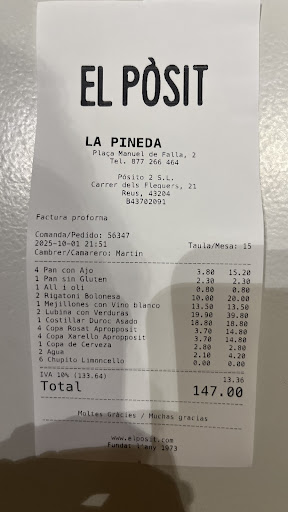 EL PÒSIT
LA PINEDA
Plaça Manuel de Falla, 2
Tel. 877 266 464
Pòsito 2 S.L.
Carrer dels Flequers, 21
Reus, 43204
B43702091
Factura proforma
Comanda/Pedido: 56347
2025-10-01 21:51 Taula/Mesa: 15
Cambrer/Camarero: Martin
4 Pan con Ajo 3.80 15.20
1 Pan sin Gluten 2.30 2.30
1 All i oli 0.80 0.80
2 Rigatoni Bolonesa 10.00 20.00
1 Mejillones con Vino blanco 13.50 13.50
2 Lubina con Verduras 19.90 39.80
1 Costillar Duroc Asado 18.80 18.80
4 Copa Rosat Apropposit 3.70 14.80
4 Copa Xarello Apropposit 3.70 14.80
1 Copa de Cerveza 2.80 2.80
2 Agua 2.10 4.20
6 Chupito Limoncello 0.00 0.00
IVA 10% (133.64) 13.36
Total 147.00
Moltes Gràcies / Muchas gracias
www.elposit.com
Fundat l'any 1973